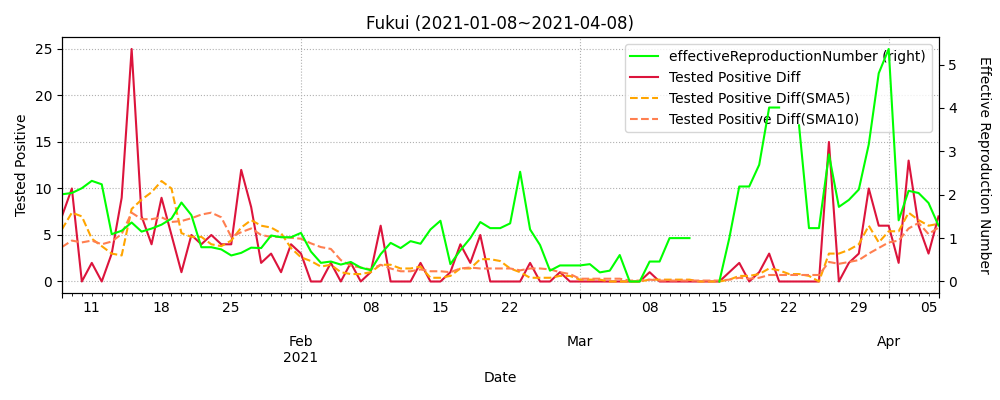 Fukui (2021-01-08~2021-04-08)
effectiveReproductionNumber (right)
Tested Positive Diff
Tested Positive Diff(SMA5)
Tested Positive Diff(SMA10)
Tested Positive
25
20
15
10
5
0
5
4
3
2
1
0
Effective Reproduction Number
11 18 25 08 15 22 08 15 22 29 05
Feb Mar Apr
2021
Date